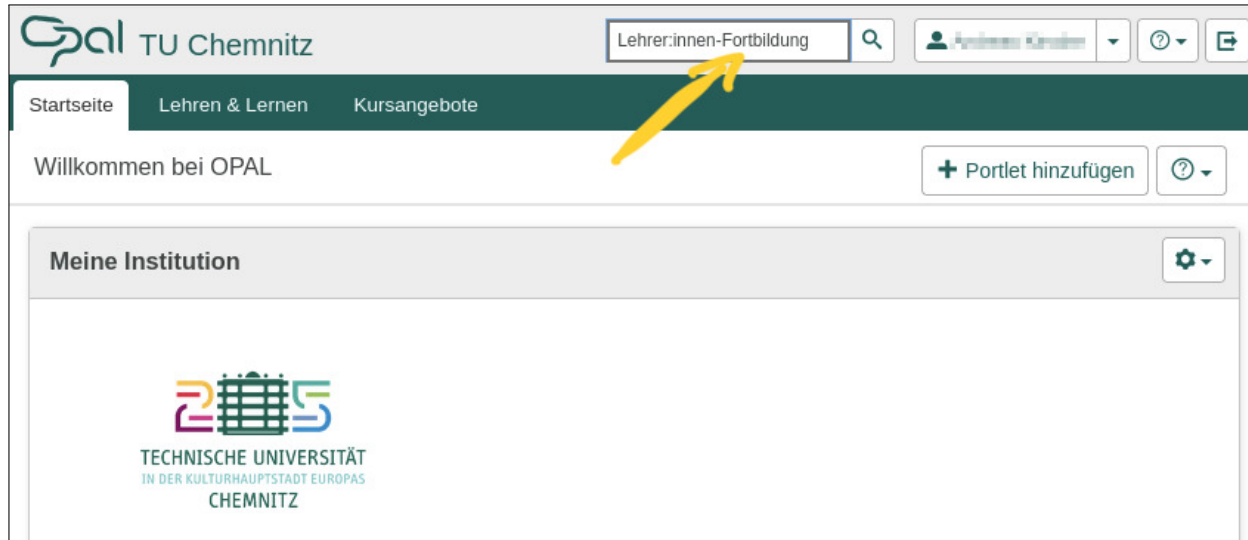 Opal TU Chemnitz
Lehrer:innen-Fortbildung
Startseite Lehren & Lernen Kursangebote
Willkommen bei OPAL
+ Portlet hinzufügen
Meine Institution
TECHNISCHE UNIVERSITÄT
IN DER KULTURHAUPTSTADT EUROPAS
CHEMNITZ